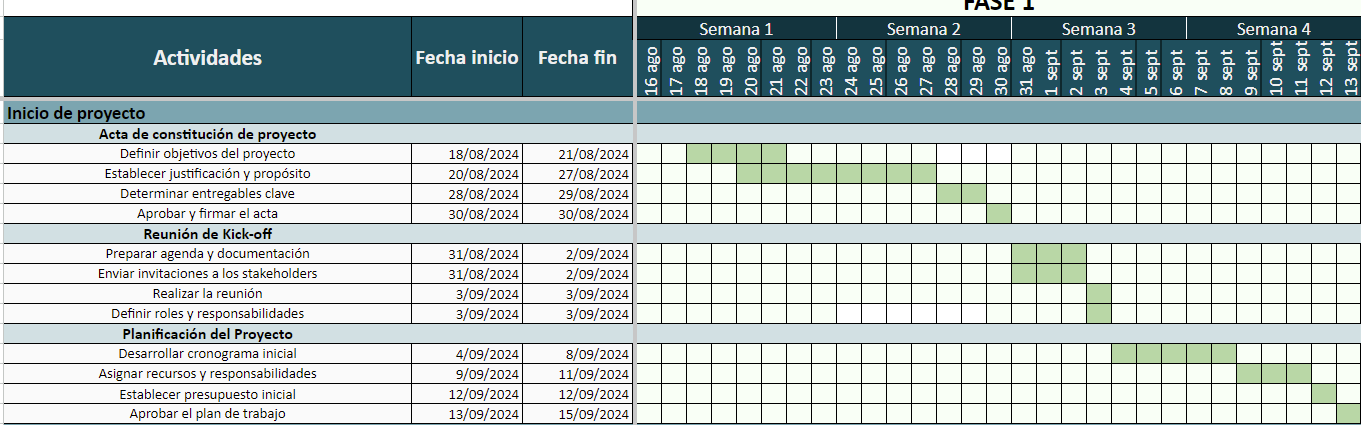 FASE 1
Semana 1 Semana 2 Semana 3 Semana 4
Actividades Fecha inicio Fecha fin 16 ago 17 ago 18 ago 19 ago 20 ago 21 ago 22 ago 23 ago 24 ago 25 ago 26 ago 27 ago 28 ago 29 ago 30 ago 31 ago 1 sept 2 sept 3 sept 4 sept 5 sept 6 sept 7 sept 8 sept 9 sept 10 sept 11 sept 12 sept 13 sept
Inicio de proyecto
Acta de constitución de proyecto
Definir objetivos del proyecto 18/08/2024 21/08/2024
Establecer justificación y propósito 20/08/2024 27/08/2024
Determinar entregables clave 28/08/2024 29/08/2024
Aprobar y firmar el acta 30/08/2024 30/08/2024
Reunión de Kick-off
Preparar agenda y documentación 31/08/2024 2/09/2024
Enviar invitaciones a los stakeholders 31/08/2024 2/09/2024
Realizar la reunión 3/09/2024 3/09/2024
Definir roles y responsabilidades 3/09/2024 3/09/2024
Planificación del Proyecto
Desarrollar cronograma inicial 4/09/2024 8/09/2024
Asignar recursos y responsabilidades 9/09/2024 11/09/2024
Establecer presupuesto inicial 12/09/2024 12/09/2024
Aprobar el plan de trabajo 13/09/2024 15/09/2024